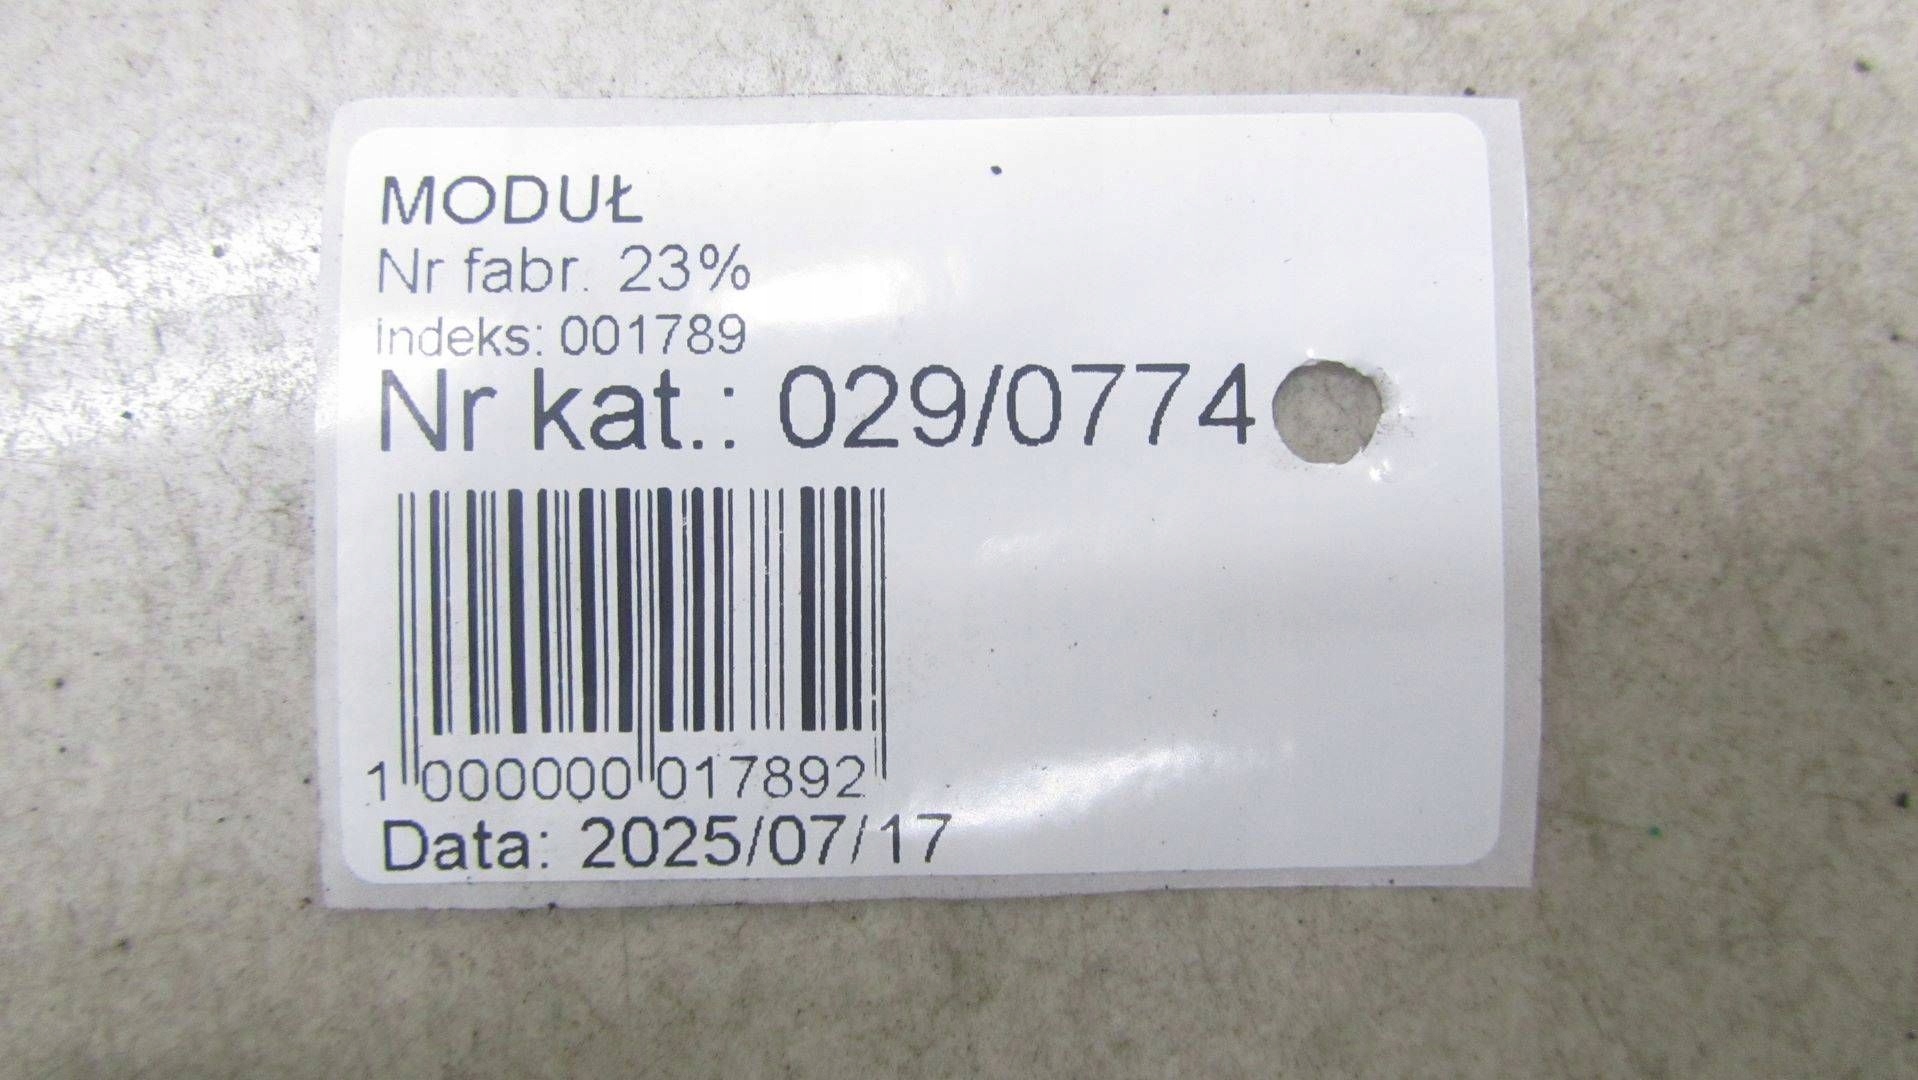 MODUŁ
Nr fabr. 23%
Indeks: 001789
Nr kat.: 029/0774
1 000000 017892
Data: 2025/07/17